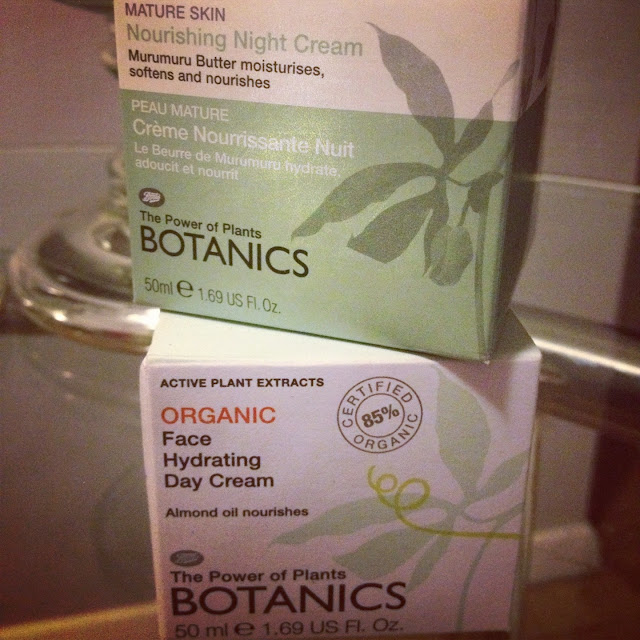 MATURE SKIN
Nourishing Night Cream
Murumuru Butter moisturises,
softens and nourishes
PEAU MATURE
Crème Nourrissante Nuit
Le Beurre de Murumuru hydrate,
adoucit et nourrit
Boots
The Power of Plants
BOTANICS
50ml e 1.69 US Fl. Oz.
ACTIVE PLANT EXTRACTS
ORGANIC
Face
Hydrating
Day Cream
Almond oil nourishes
CERTIFIED
85%
ORGANIC
Boots
The Power of Plants
BOTANICS
50 ml e 1.69 US Fl. Oz.